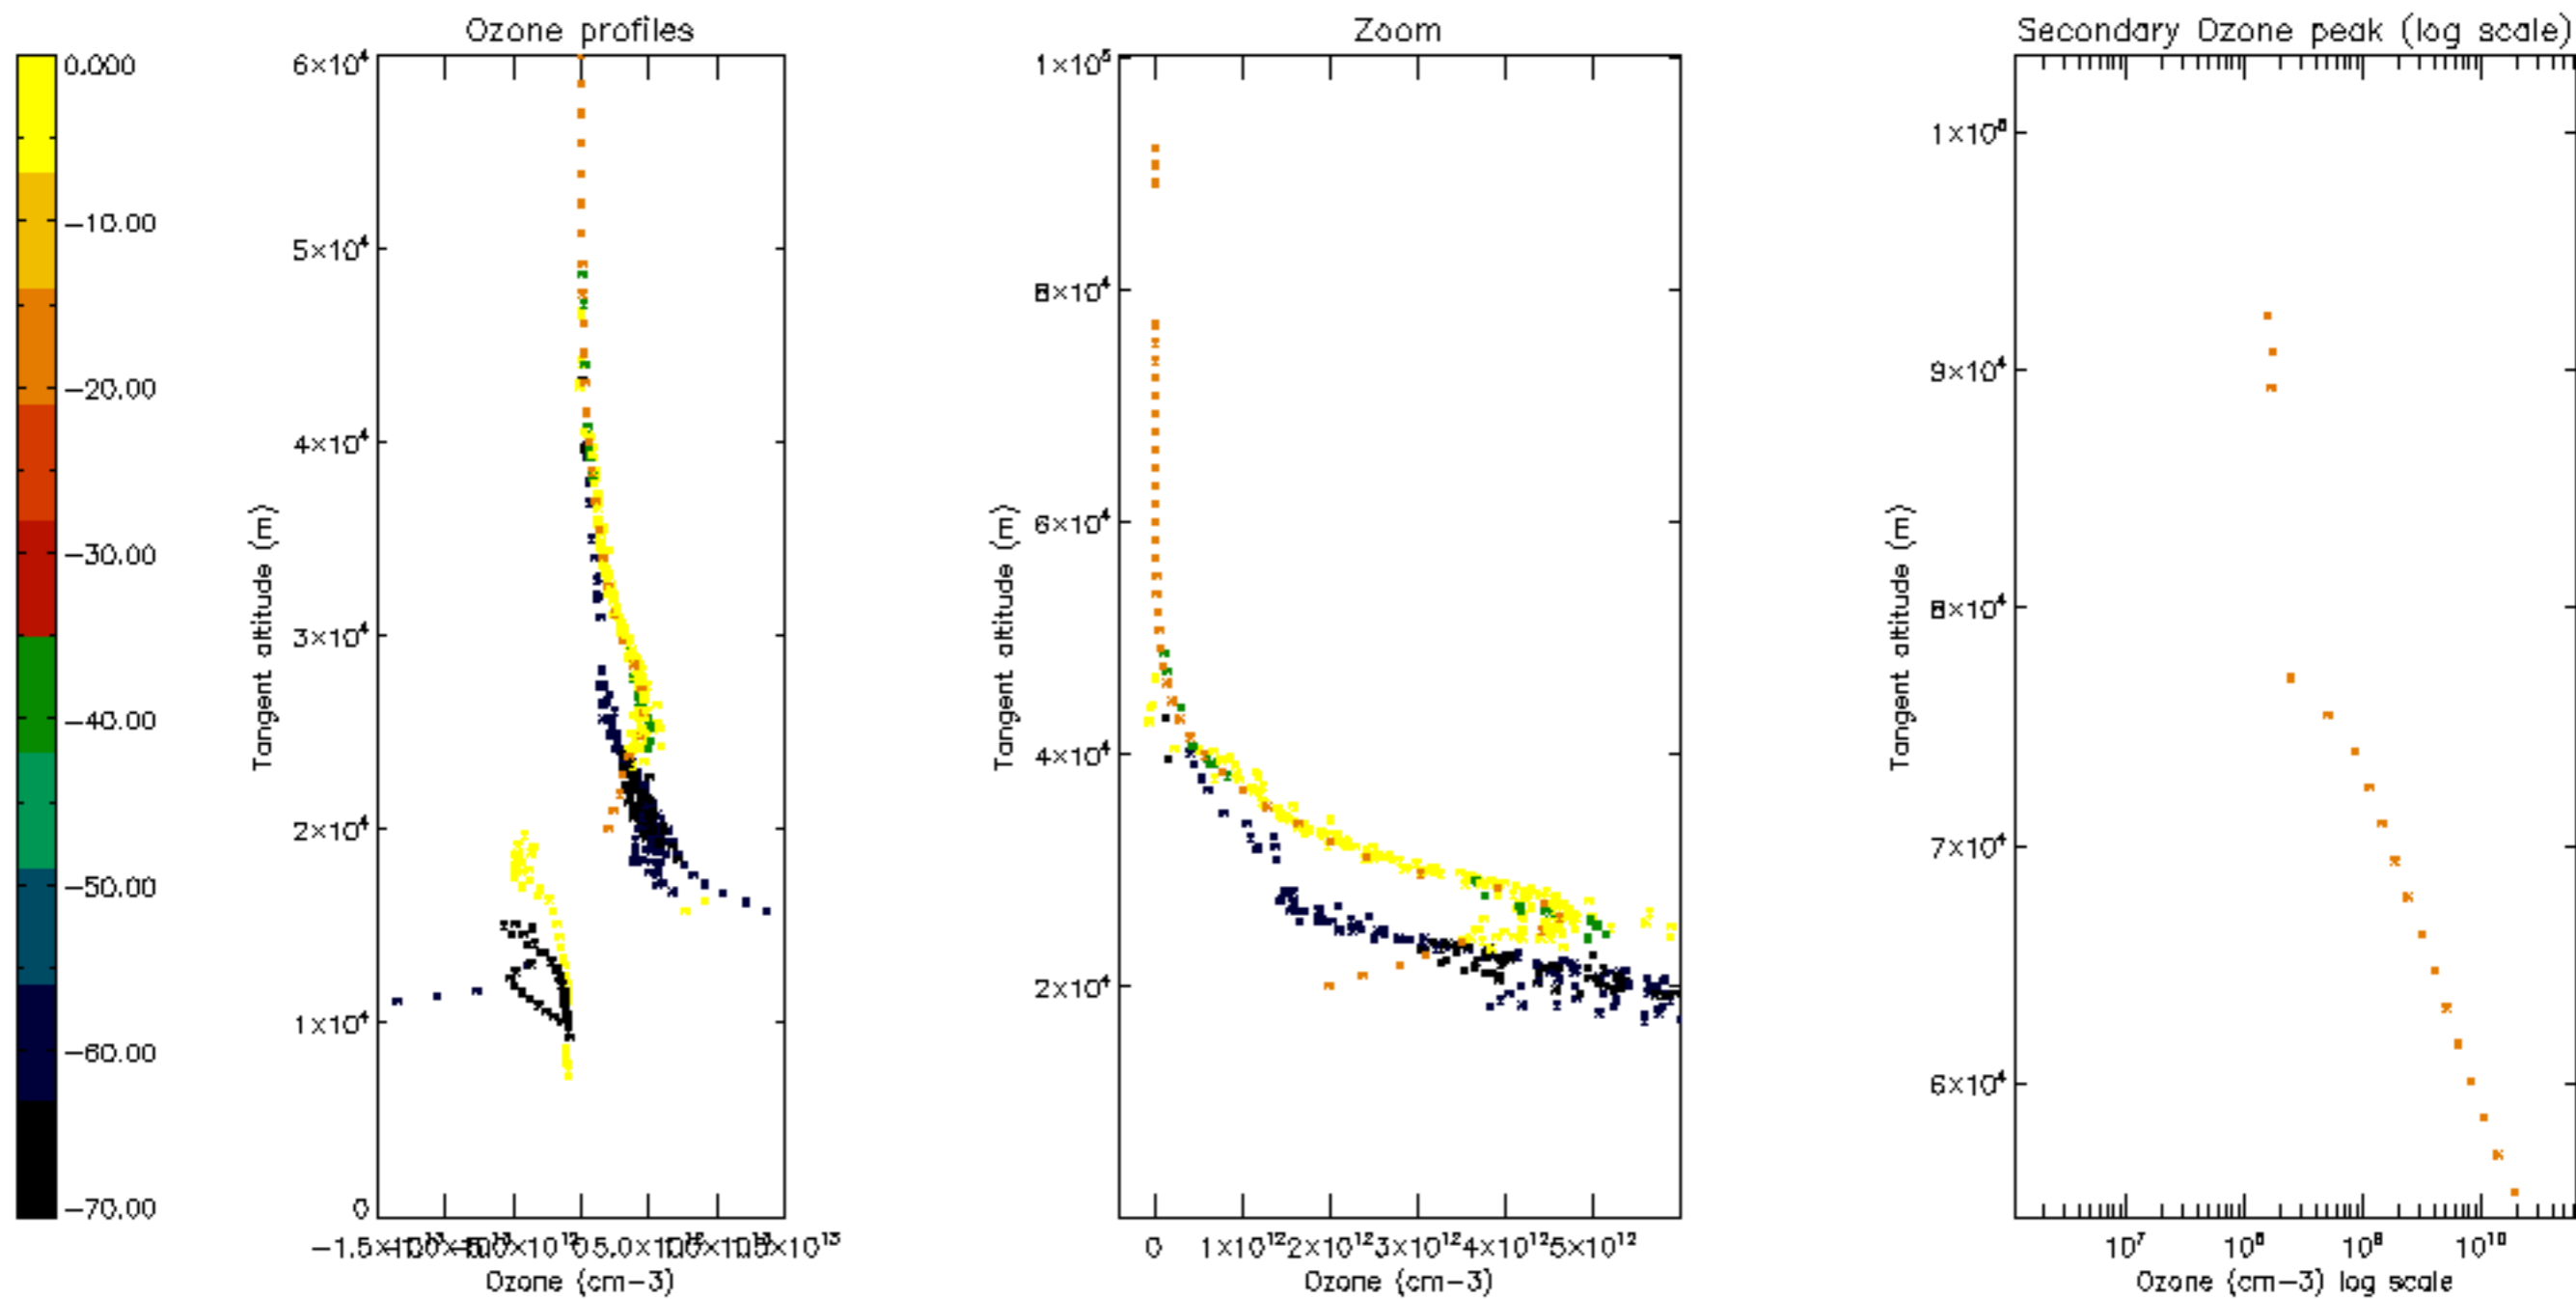 Ozone profiles
Zoom
Secondary Ozone peak (log scale)
0.000
-10.00
-20.00
-30.00
-40.00
-50.00
-60.00
-70.00
6×10⁴
5×10⁴
4×10⁴
3×10⁴
2×10⁴
1×10⁴
0
Tangent altitude (m)
Ozone (cm-3)
1×10⁵
8×10⁴
6×10⁴
4×10⁴
2×10⁴
Tangent altitude (m)
0 1×10¹² 2×10¹² 3×10¹² 4×10¹² 5×10¹²
Ozone (cm-3)
9×10⁴
8×10⁴
7×10⁴
6×10⁴
Tangent altitude (m)
10⁷ 10⁸ 10⁹ 10¹⁰
Ozone (cm-3) log scale